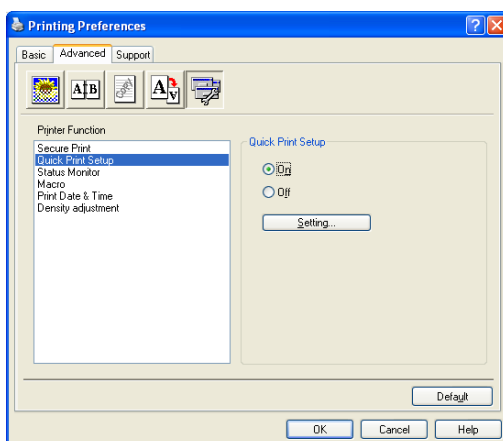 Printing Preferences
Basic Advanced Support
A B
A v
Printer Function
Secure Print
Quick Print Setup
Status Monitor
Macro
Print Date & Time
Density adjustment
Quick Print Setup
On
Off
Setting...
Default
OK Cancel Help